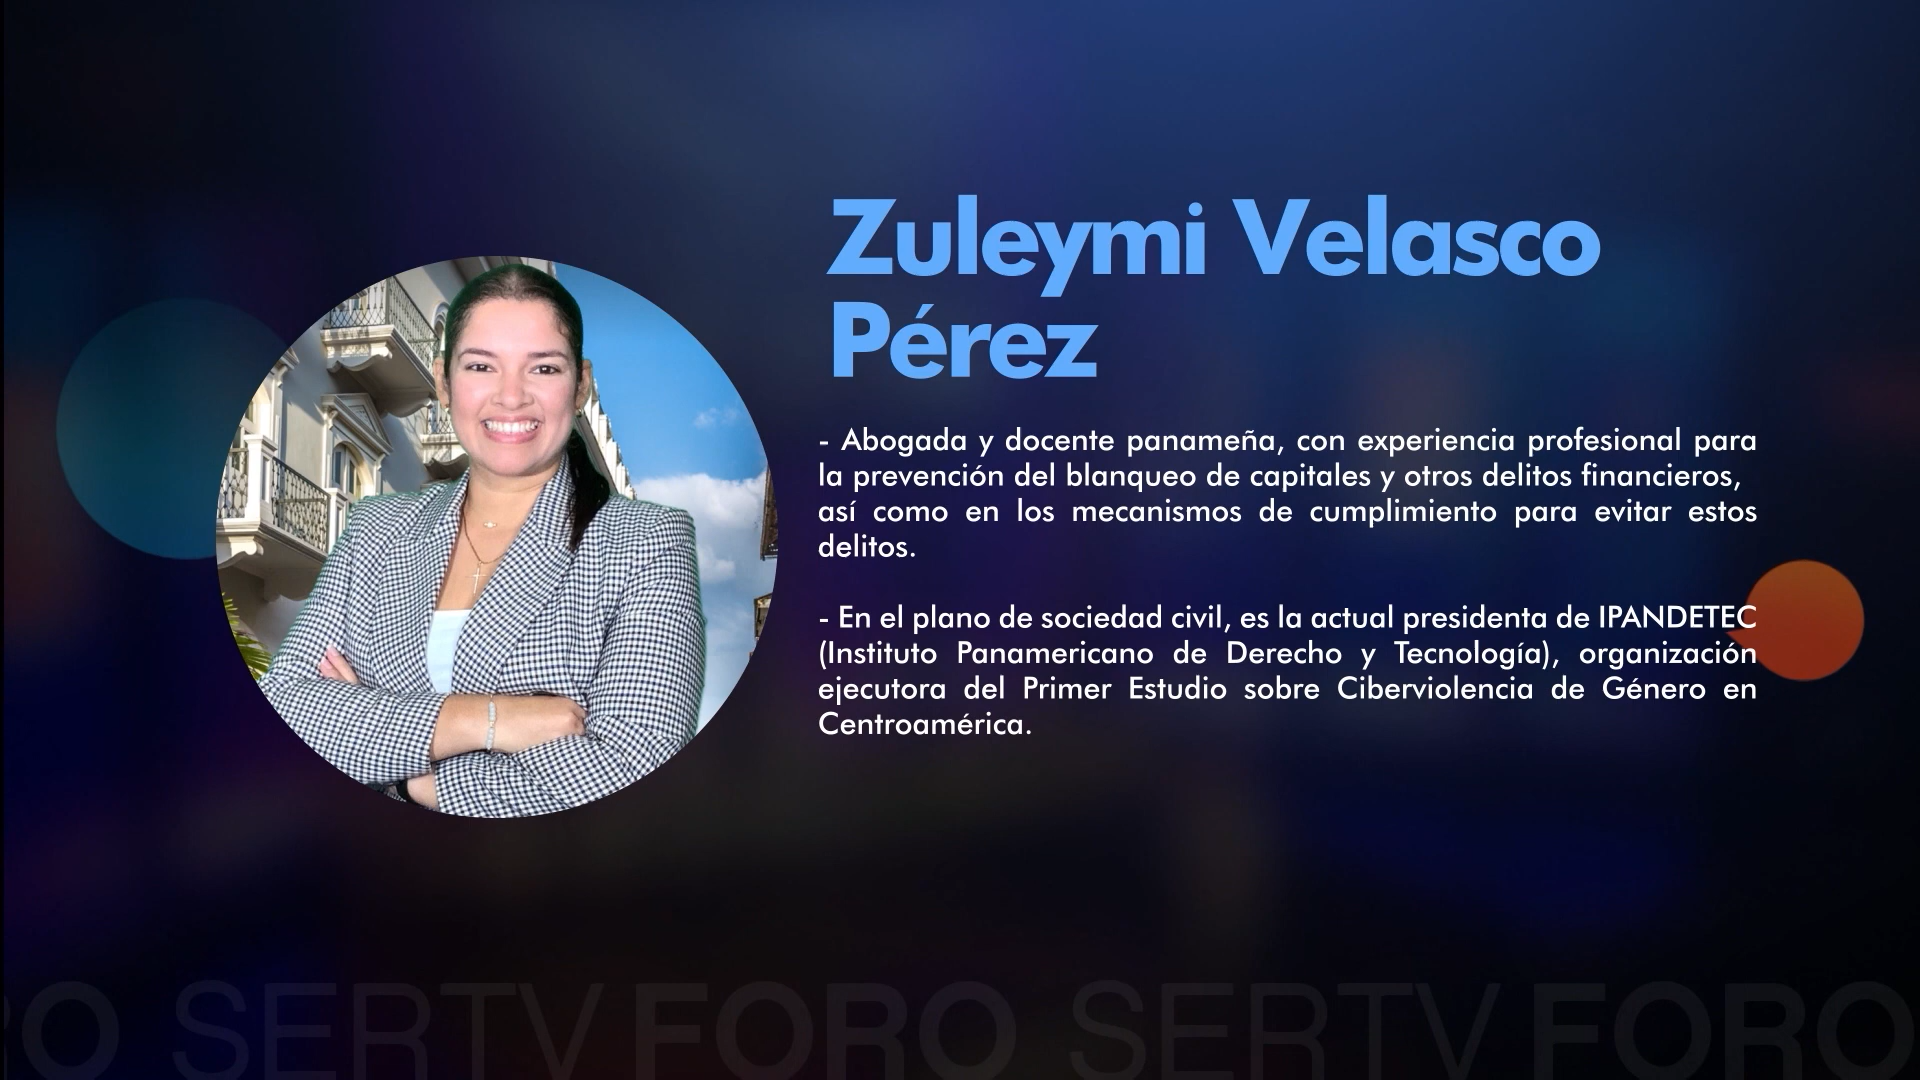 Zuleymi Velasco
Pérez
- Abogada y docente panameña, con experiencia profesional para
la prevención del blanqueo de capitales y otros delitos financieros,
así como en los mecanismos de cumplimiento para evitar estos
delitos.
- En el plano de sociedad civil, es la actual presidenta de IPANDETEC
(Instituto Panamericano de Derecho y Tecnología), organización
ejecutora del Primer Estudio sobre Ciberviolencia de Género en
Centroamérica.
RO SERTV FORO SERTV FORO